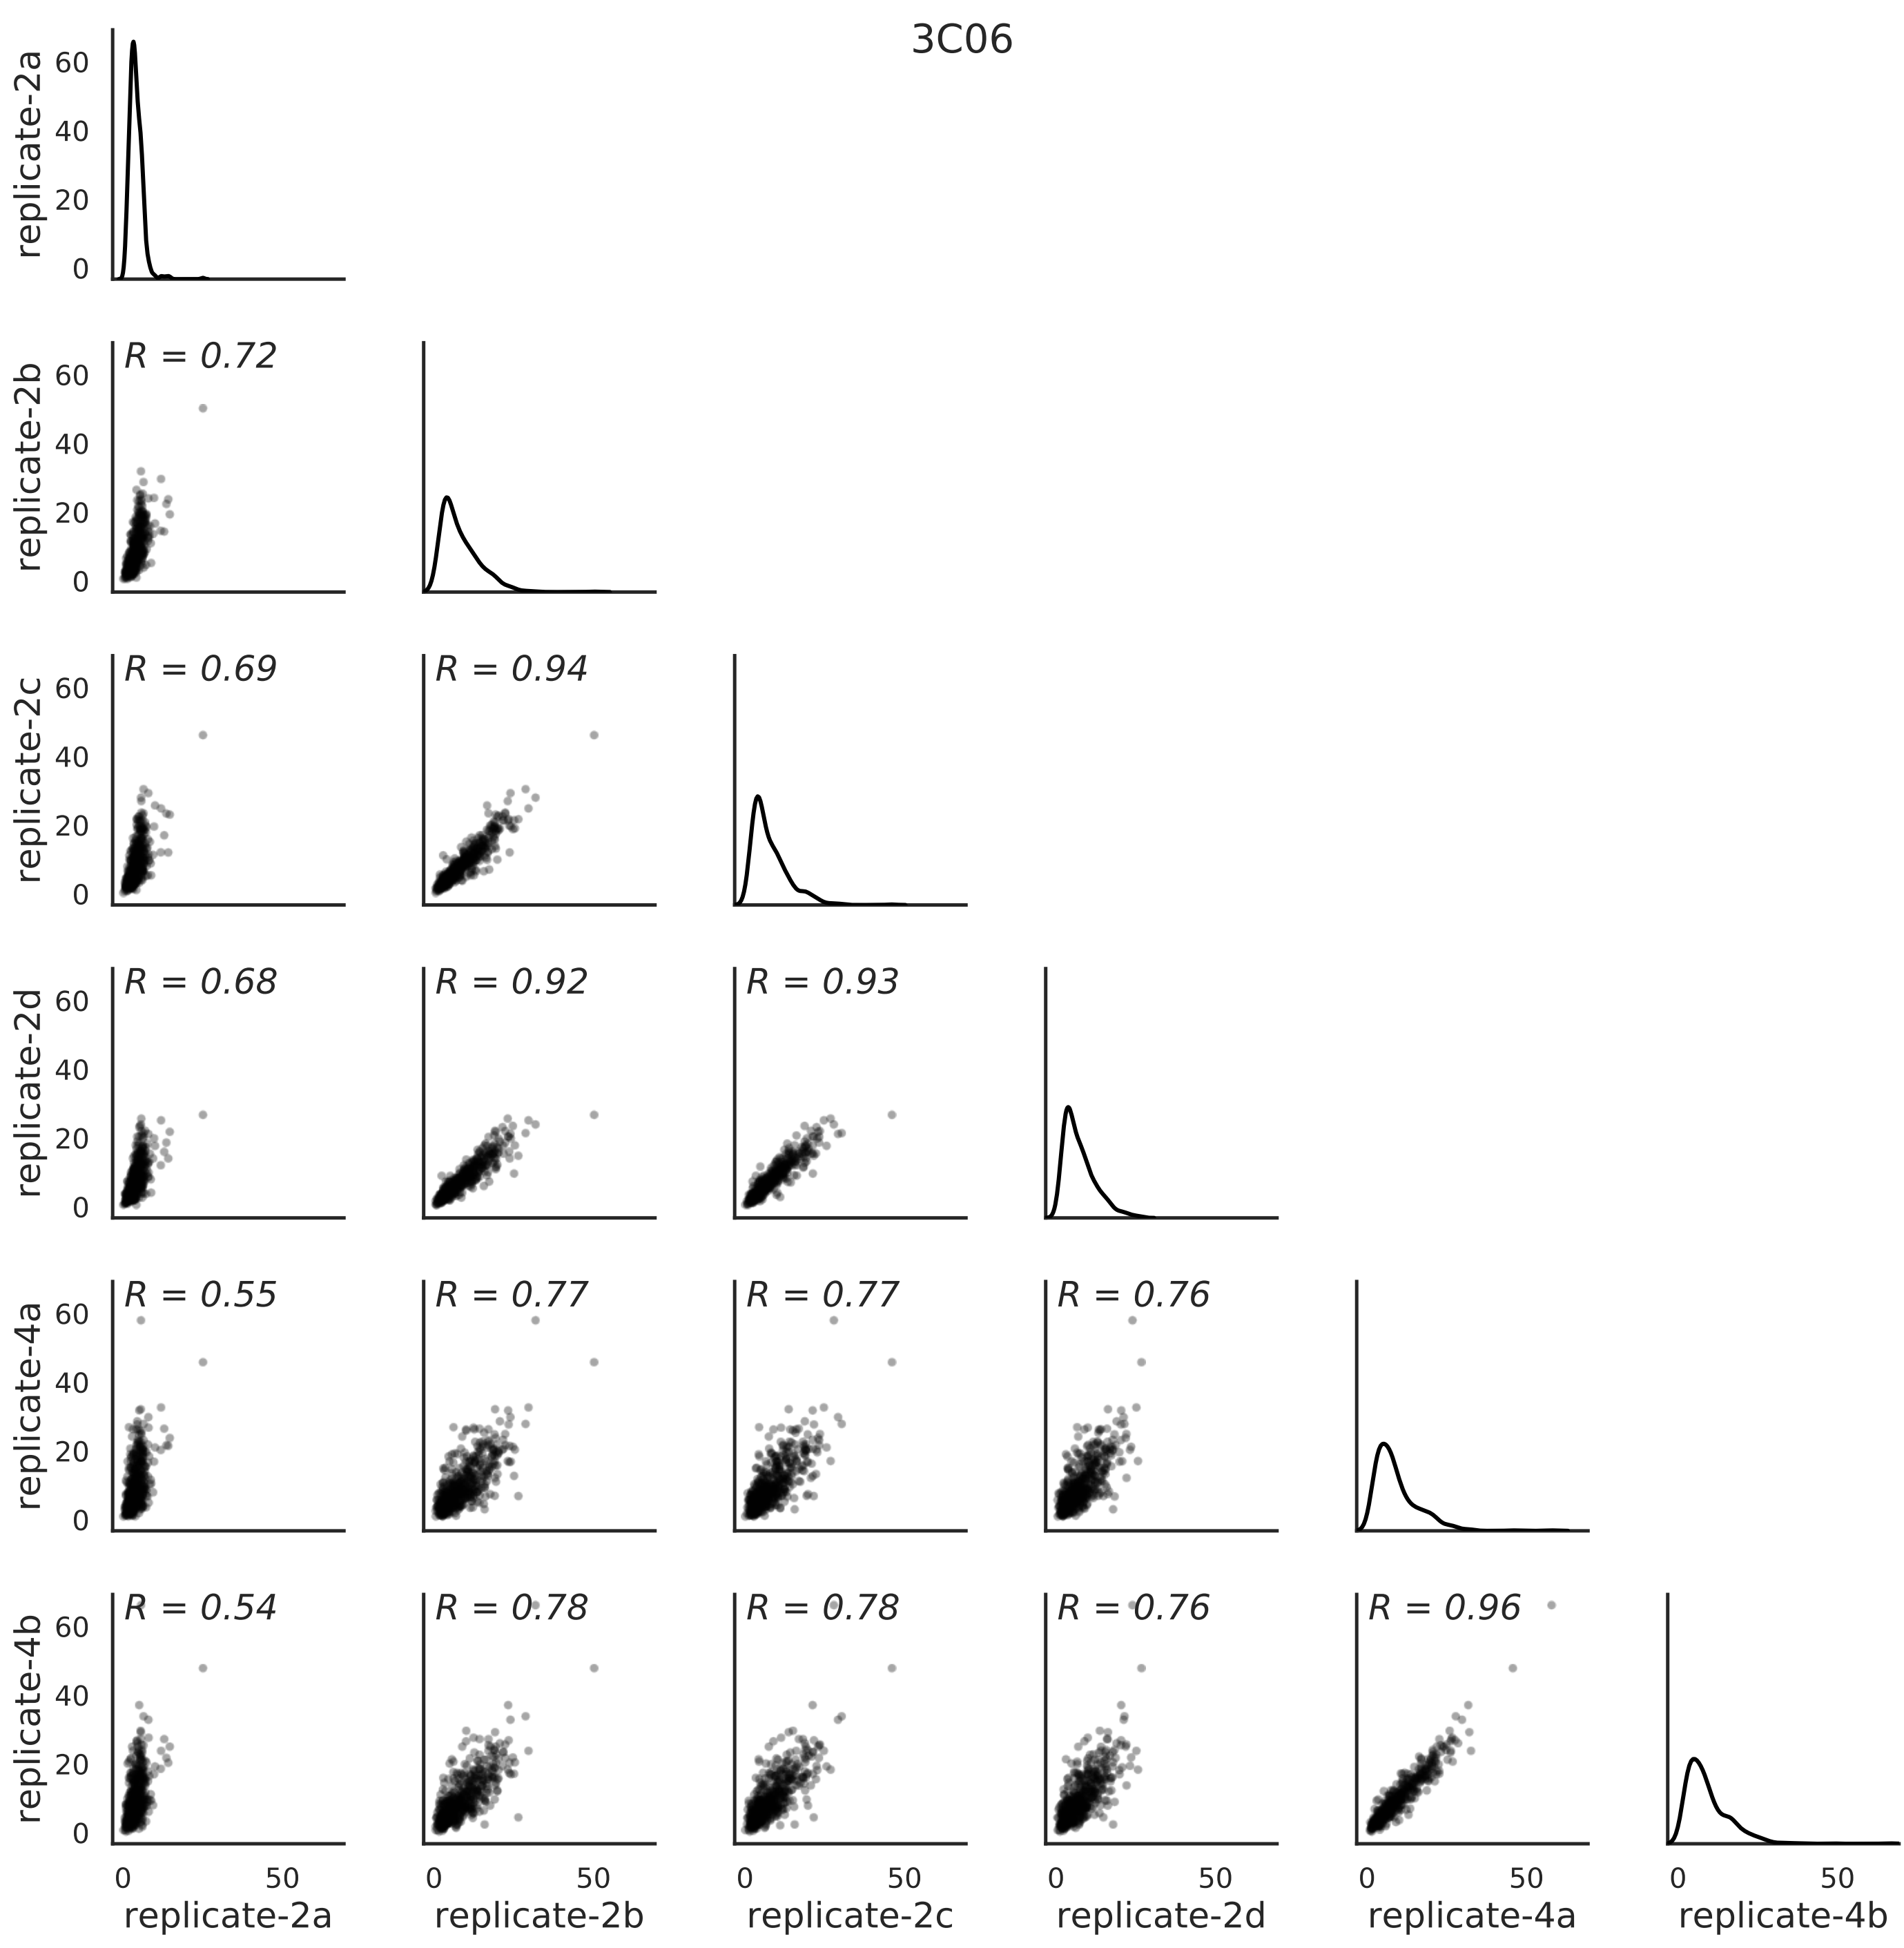 3C06
replicate-2a
60
40
20
0
replicate-2b
60
40
20
0
R = 0.72
replicate-2c
60
40
20
0
R = 0.69
R = 0.94
replicate-2d
60
40
20
0
R = 0.68
R = 0.92
R = 0.93
replicate-4a
60
40
20
0
R = 0.55
R = 0.77
R = 0.77
R = 0.76
replicate-4b
60
40
20
0
R = 0.54
R = 0.78
R = 0.78
R = 0.76
R = 0.96
0 50
0 50
0 50
0 50
0 50
0 50
replicate-2a
replicate-2b
replicate-2c
replicate-2d
replicate-4a
replicate-4b